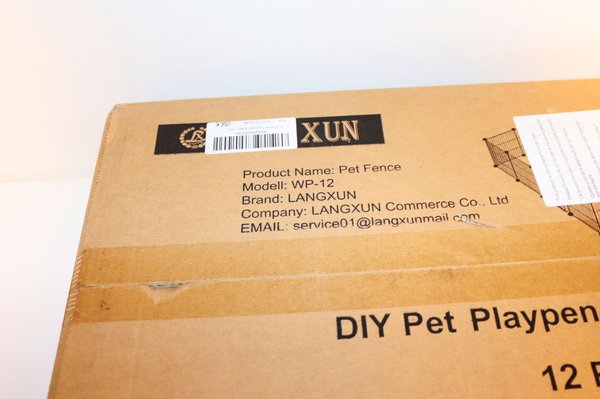 XUN
Product Name: Pet Fence
Modell: WP-12
Brand: LANGXUN
Company: LANGXUN Commerce Co.. Ltd
EMAIL: service01@langxunmail.com
DIY Pet Playpen
12